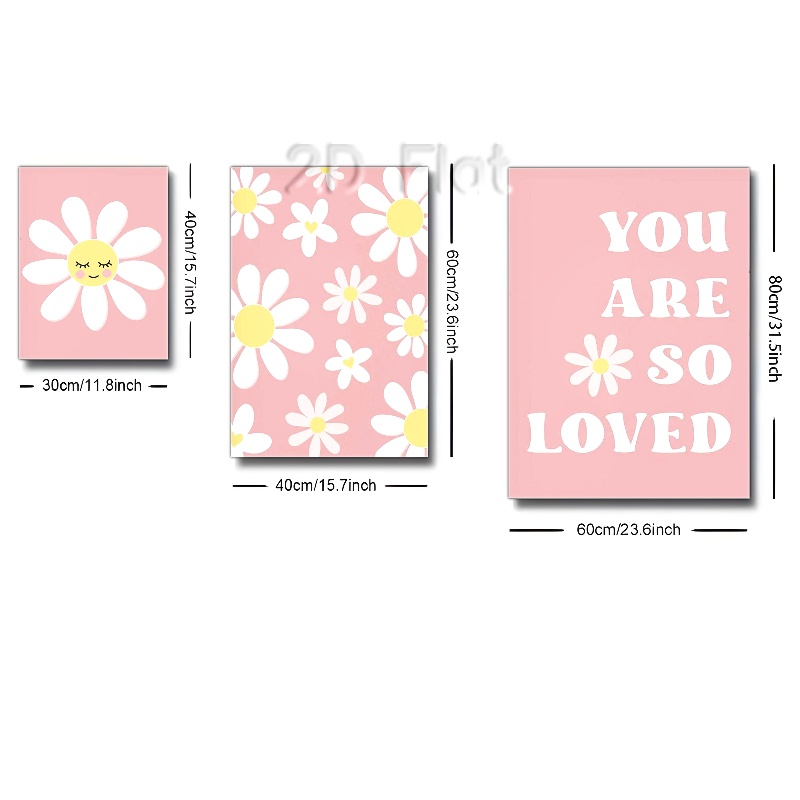 2D Flat
40cm/15.7inch
30cm/11.8inch
60cm/23.6inch
40cm/15.7inch
YOU
ARE
SO
LOVED
80cm/31.5inch
60cm/23.6inch